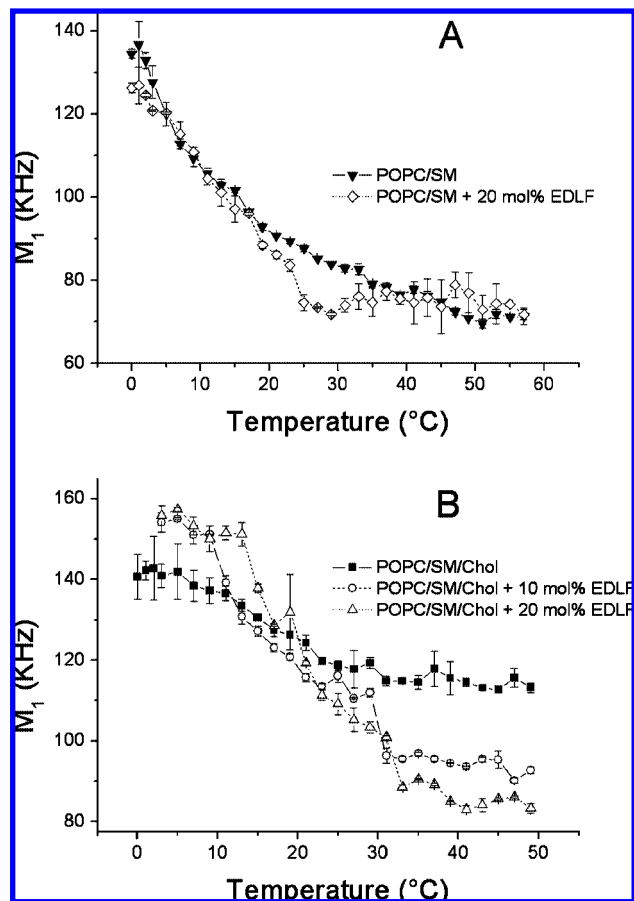 A
140
120
100
80
60
M₁ (KHz)
POPC/SM
POPC/SM + 20 mol% EDLF
0 10 20 30 40 50 60
Temperature (°C)
B
160
140
120
100
80
M₁ (KHz)
POPC/SM/Chol
POPC/SM/Chol + 10 mol% EDLF
POPC/SM/Chol + 20 mol% EDLF
0 10 20 30 40 50
Temperature (°C)